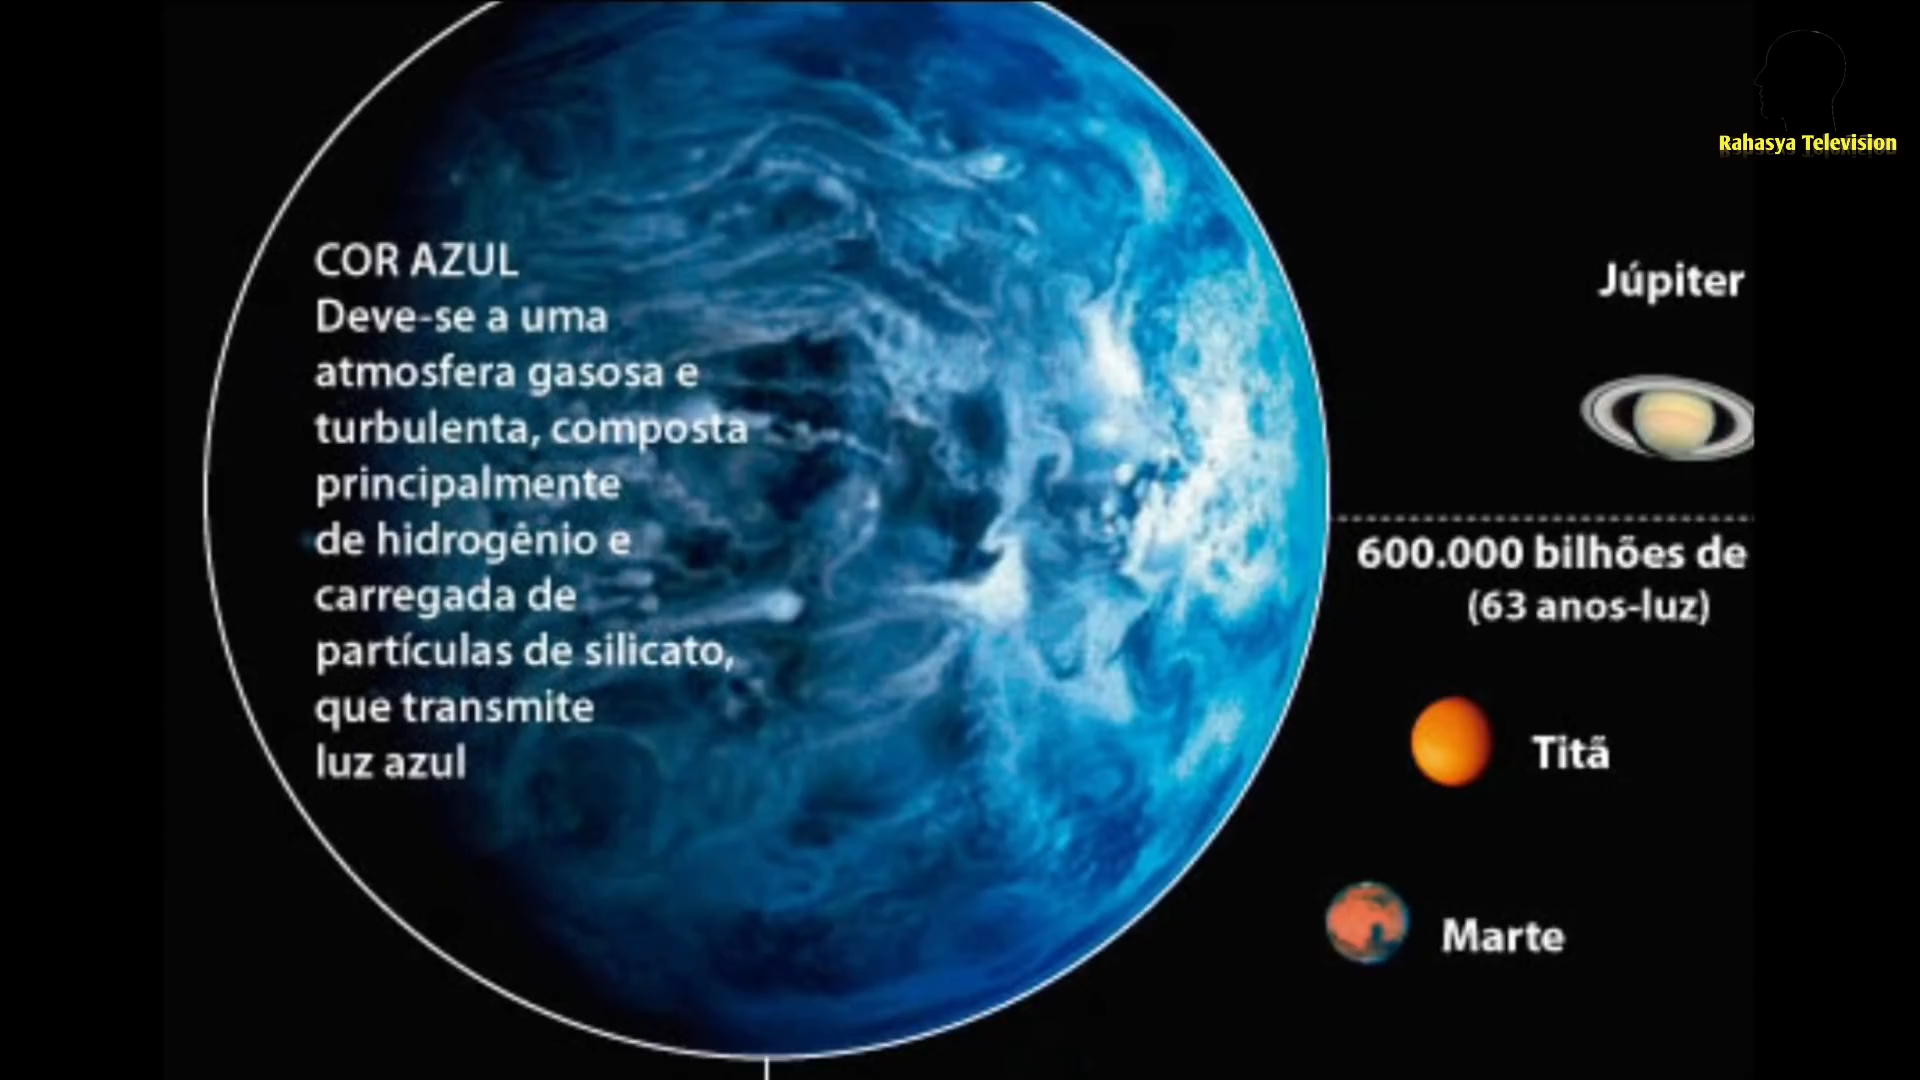 Rahasya Television
COR AZUL
Deve-se a uma
atmosfera gasosa e
turbulenta, composta
principalmente
de hidrogênio e
carregada de
partículas de silicato,
que transmite
luz azul
Júpiter
600.000 bilhões de
(63 anos-luz)
Titã
Marte